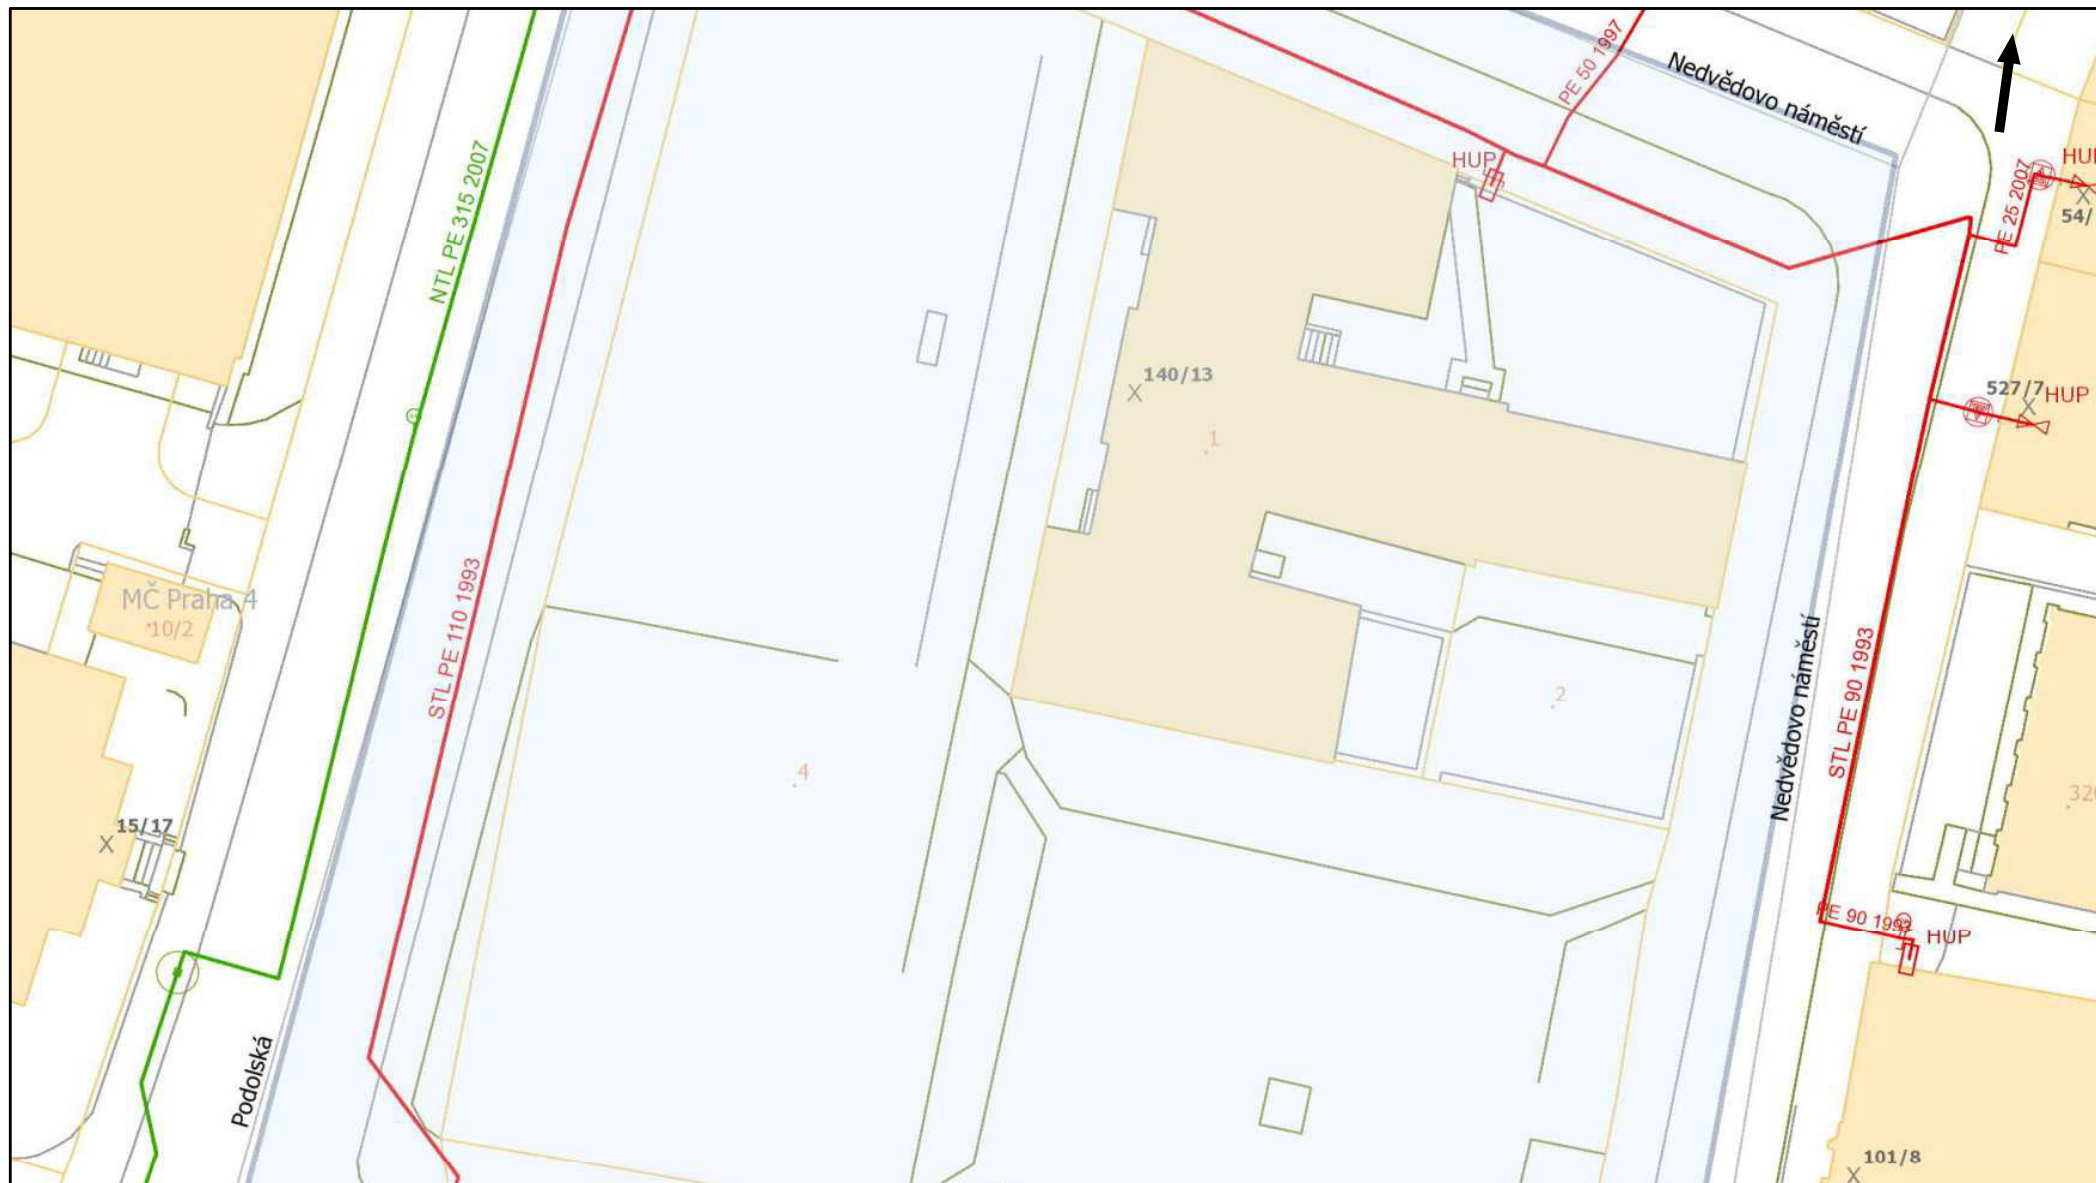 PE 50 1997
Nedvědovo náměstí
HUP
NTL PE 315 2007
PE 25 2007
54/
140/13
1
527/7
HUP
MČ Praha 4
10/2
STL PE 110 1993
Nedvědovo náměstí
STL PE 90 1993
2
4
15/17
PE 90 199
HUP
Podolská
101/8